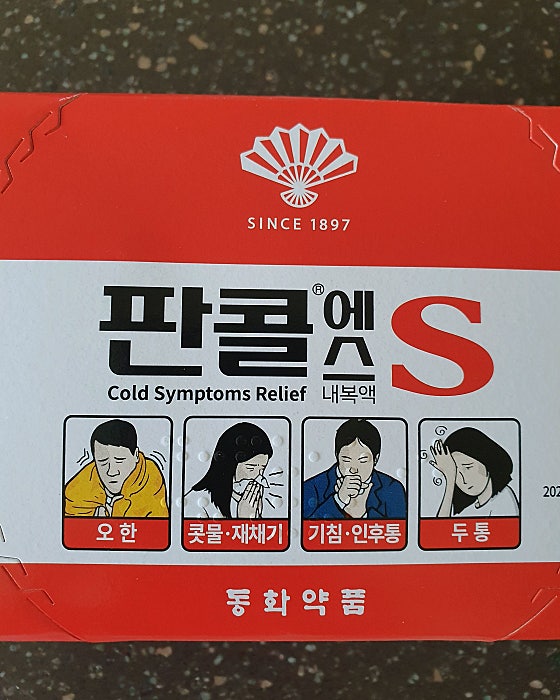 SINCE 1897
판콜® 에스 S
Cold Symptoms Relief 내복액
오한 콧물·재채기 기침·인후통 두통
202
동화약품